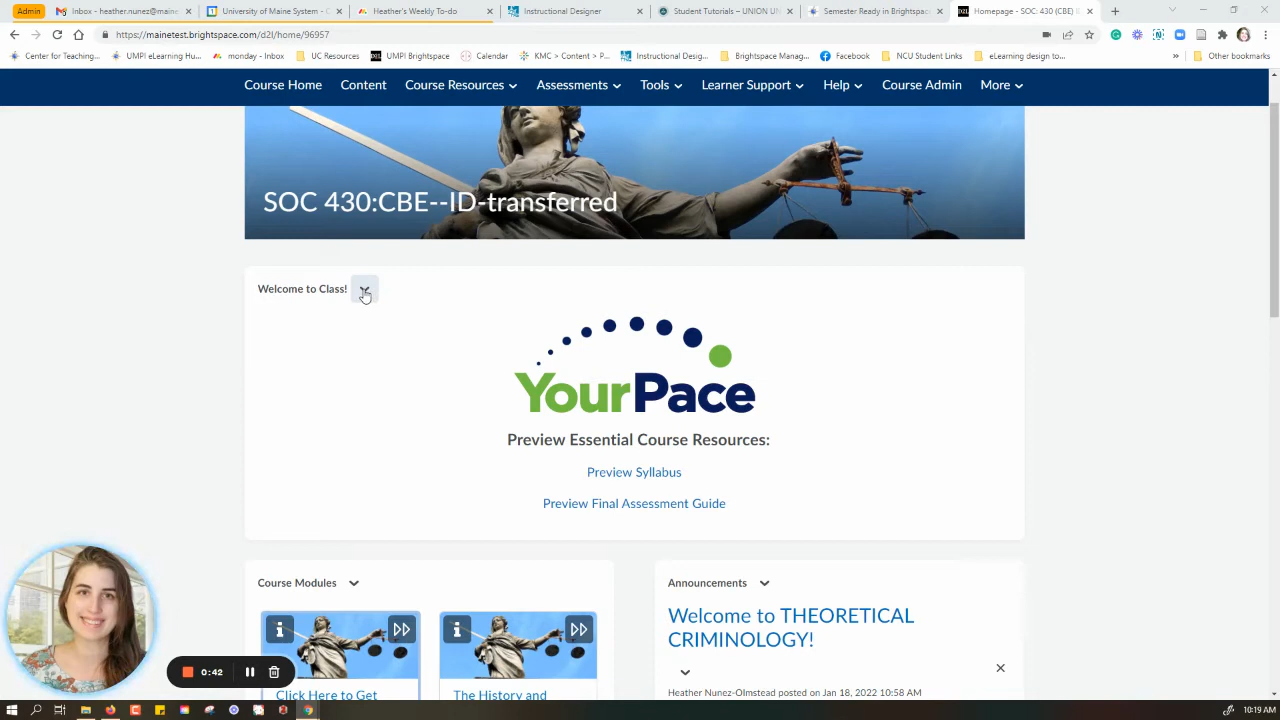 Admin
Inbox - heather.nunez@maine
University of Maine System - C
Heather's Weekly To-do
Instructional Designer
Student Tutorials – UNION UN
Semester Ready in Brightspace
Homepage - SOC: 430 (CBE) ID
https://mainetest.brightspace.com/d2l/home/96957
Center for Teaching...
UMPI eLearning Hu...
monday - Inbox
UC Resources
UMPI Brightspace
Calendar
KMC > Content > P...
Instructional Desig...
Brightspace Manag...
Facebook
NCU Student Links
eLearning design to...
»
Other bookmarks
Course Home
Content
Course Resources
Assessments
Tools
Learner Support
Help
Course Admin
More
SOC 430:CBE--ID-transferred
Welcome to Class!
YourPace
Preview Essential Course Resources:
Preview Syllabus
Preview Final Assessment Guide
Course Modules
Click Here to Get
The History and
Announcements
Welcome to THEORETICAL
CRIMINOLOGY!
Heather Nunez-Olmstead posted on Jan 18, 2022 10:58 AM
0:42
10:19 AM